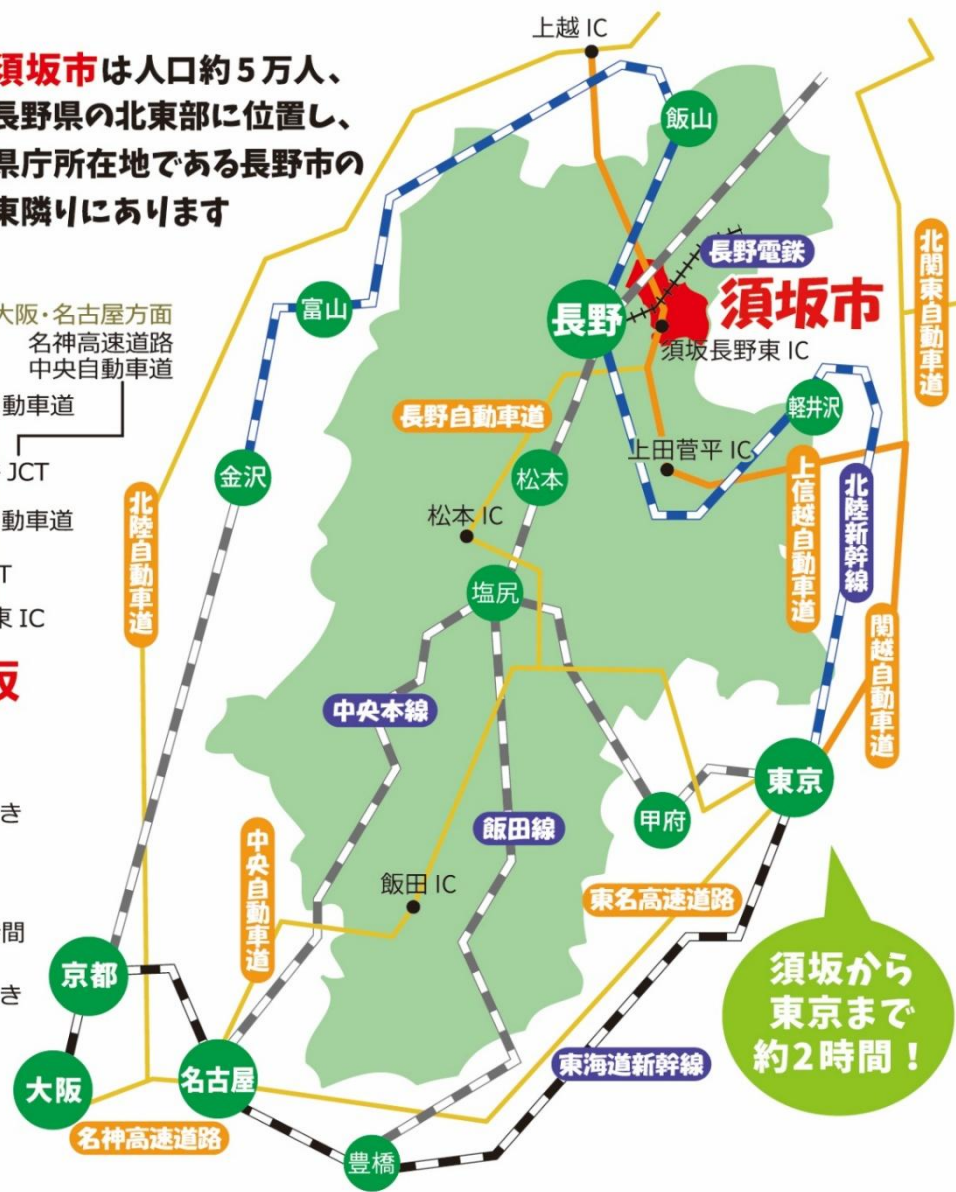 須坂市は人口約5万人、
長野県の北東部に位置し、
県庁所在地である長野市の
東隣りにあります
大阪・名古屋方面
名神高速道路
中央自動車道
動車道
JCT
動車道
T
東 IC
阪
き
間
き
上越 IC
飯山
長野電鉄
須坂市
富山
長野
須坂長野東 IC
北関東自動車道
長野自動車道
軽井沢
上田菅平 IC
金沢
松本
松本 IC
北陸自動車道
上信越自動車道
北陸新幹線
塩尻
関越自動車道
中央本線
東京
飯田線
甲府
中央自動車道
飯田 IC
東名高速道路
京都
須坂から
東京まで
約2時間!
大阪
名古屋
東海道新幹線
名神高速道路
豊橋